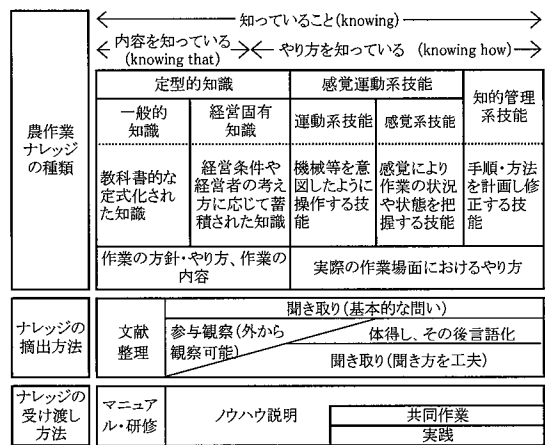 知っていること(knowing)
内容を知っている
(knowing that)
やり方を知っている (knowing how)
農作業
ナレッジ
の種類
定型的知識
感覚運動系技能
知的管理
系技能
一般的
知識
経営固有
知識
運動系技能
感覚系技能
教科書的な
定式化され
た知識
経営条件や
経営者の考え
方に応じて蓄
積された知識
機械等を意
図したように
操作する技
能
感覚により
作業の状況
や状態を把
握する技能
手順・方法
を計画し修
正する技
能
作業の方針・やり方、作業の
内容
実際の作業場面におけるやり方
ナレッジの
摘出方法
文献
整理
聞き取り(基本的な問い)
参与観察(外から
観察可能)
体得し、その後言語化
聞き取り(聞き方を工夫)
ナレッジの
受け渡し
方法
マニュア
ル・研修
ノウハウ説明
共同作業
実践